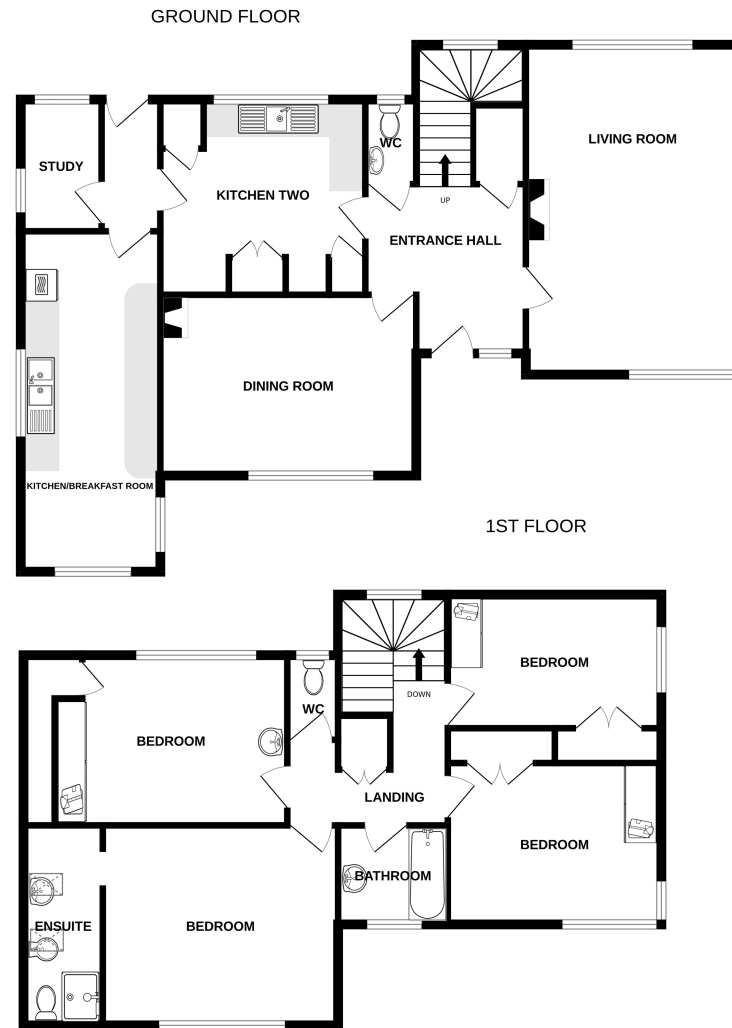 GROUND FLOOR
LIVING ROOM
WC
STUDY
KITCHEN TWO
UP
ENTRANCE HALL
DINING ROOM
KITCHEN/BREAKFAST ROOM
1ST FLOOR
BEDROOM
DOWN
WC
BEDROOM
LANDING
BEDROOM
BATHROOM
ENSUITE
BEDROOM